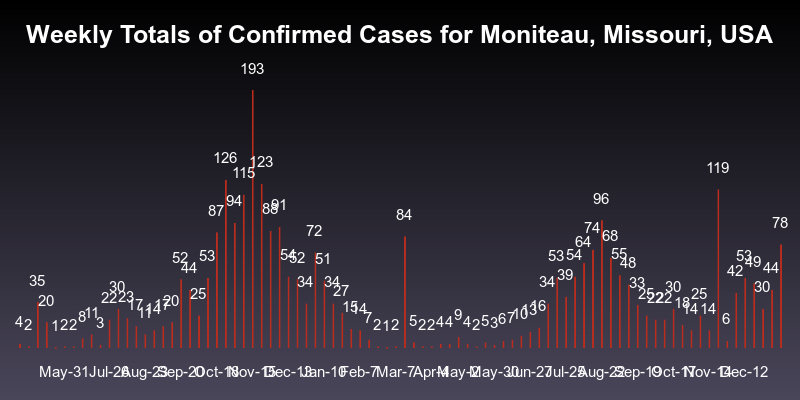 Weekly Totals of Confirmed Cases for Moniteau, Missouri, USA
4 2 35 20 1 2 2 8 11 3 22 30 23 17 11 14 17 20 52 44 25 53 87 126 94 115 193 123 88 91 54 52 34 72 51 34 27 15 14 7 2 1 2 84 5 2 2 4 4 9 4 2 5 3 6 7 10 13 16 34 53 39 54 64 74 96 68 55 48 33 25 22 22 30 18 14 25 14 119 6 42 53 49 30 44 78
May-31 Jul-26 Aug-23 Sep-20 Oct-18 Nov-15 Dec-13 Jan-10 Feb-7 Mar-7 Apr-4 May-2 May-30 Jun-27 Jul-25 Aug-22 Sep-19 Oct-17 Nov-14 Dec-12